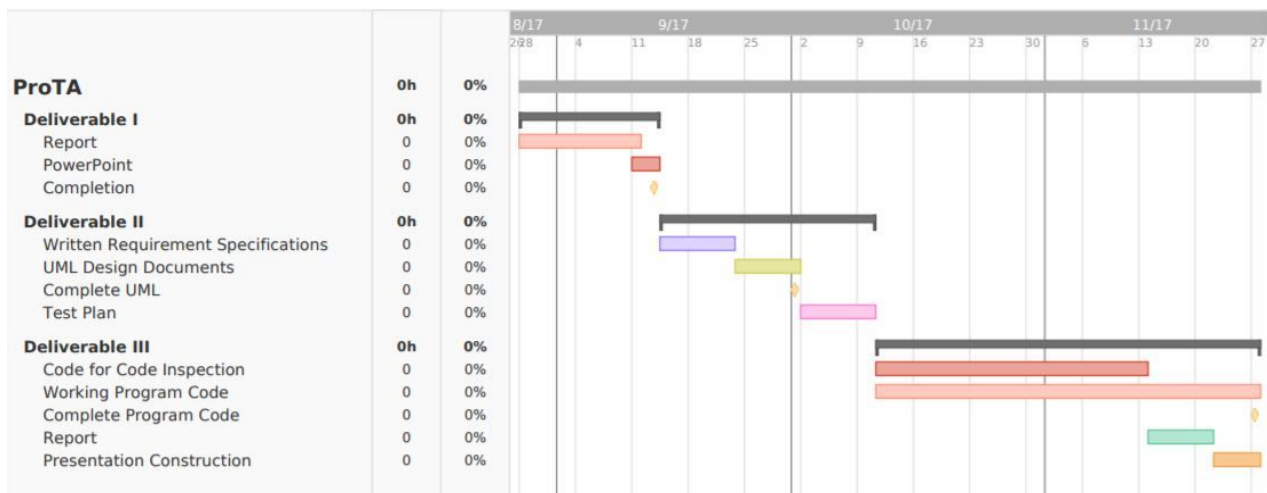 8/17 9/17 10/17 11/17
26 28 4 11 18 25 2 9 16 23 30 6 13 20 27
ProTA 0h 0%
Deliverable I 0h 0%
Report 0 0%
PowerPoint 0 0%
Completion 0 0%
Deliverable II 0h 0%
Written Requirement Specifications 0 0%
UML Design Documents 0 0%
Complete UML 0 0%
Test Plan 0 0%
Deliverable III 0h 0%
Code for Code Inspection 0 0%
Working Program Code 0 0%
Complete Program Code 0 0%
Report 0 0%
Presentation Construction 0 0%